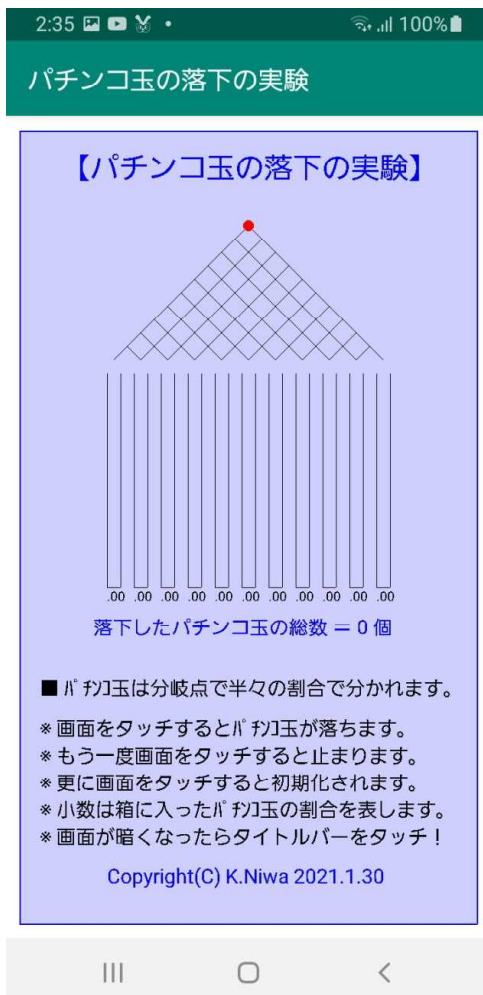 2:35 100%
パチンコ玉の落下の実験
【パチンコ玉の落下の実験】
.00 .00 .00 .00 .00 .00 .00 .00 .00 .00 .00
落下したパチンコ玉の総数 = 0 個
■ パチンコ玉は分岐点で半々の割合で分かれます。
※ 画面をタッチするとパチンコ玉が落ちます。
※ もう一度画面をタッチすると止まります。
※ 更に画面をタッチすると初期化されます。
※ 小数は箱に入ったパチンコ玉の割合を表します。
※ 画面が暗くなったらタイトルバーをタッチ！
Copyright(C) K.Niwa 2021.1.30